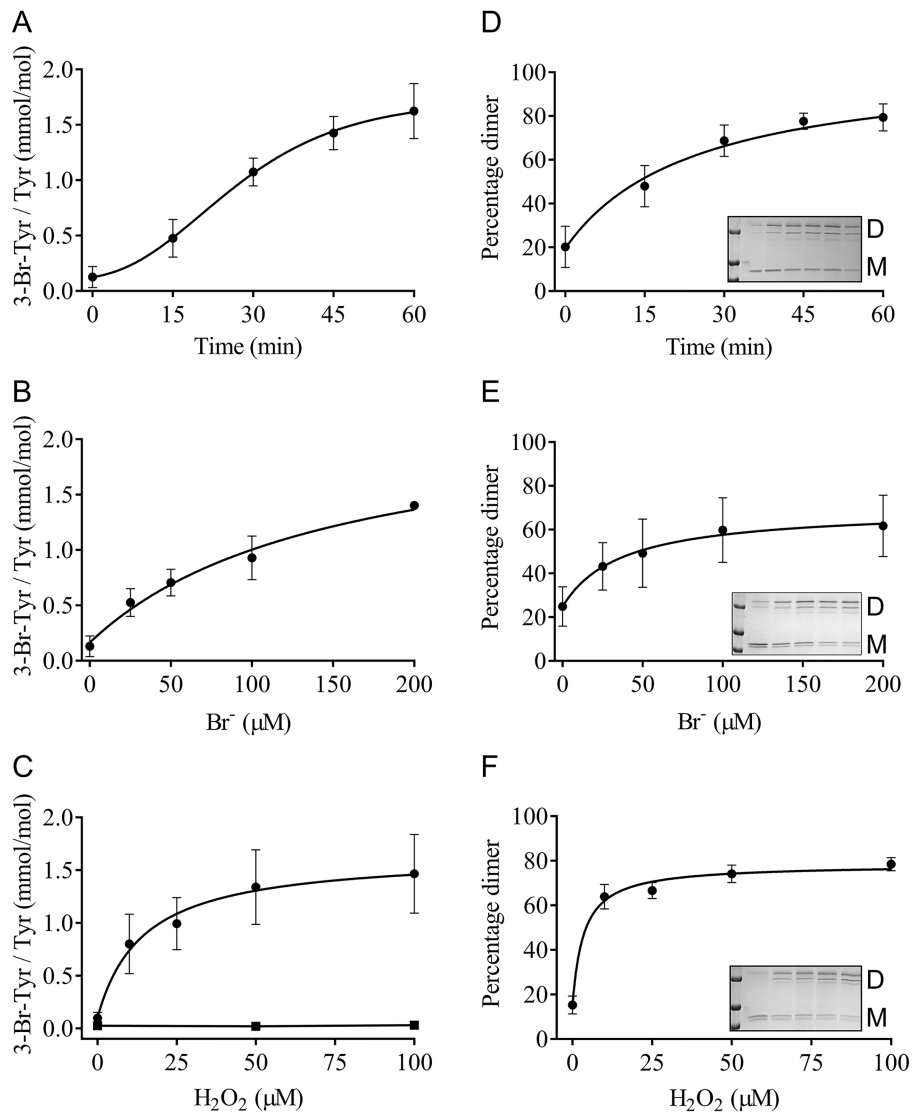 A
3-Br-Tyr / Tyr (mmol/mol)
2.0
1.5
1.0
0.5
0.0
0 15 30 45 60
Time (min)
D
Percentage dimer
100
80
60
40
20
0
D
M
0 15 30 45 60
Time (min)
B
3-Br-Tyr / Tyr (mmol/mol)
2.0
1.5
1.0
0.5
0.0
0 50 100 150 200
Br⁻ (μM)
E
Percentage dimer
100
80
60
40
20
0
D
M
0 50 100 150 200
Br⁻ (μM)
C
3-Br-Tyr / Tyr (mmol/mol)
2.0
1.5
1.0
0.5
0.0
0 25 50 75 100
H₂O₂ (μM)
F
Percentage dimer
100
80
60
40
20
0
D
M
0 25 50 75 100
H₂O₂ (μM)